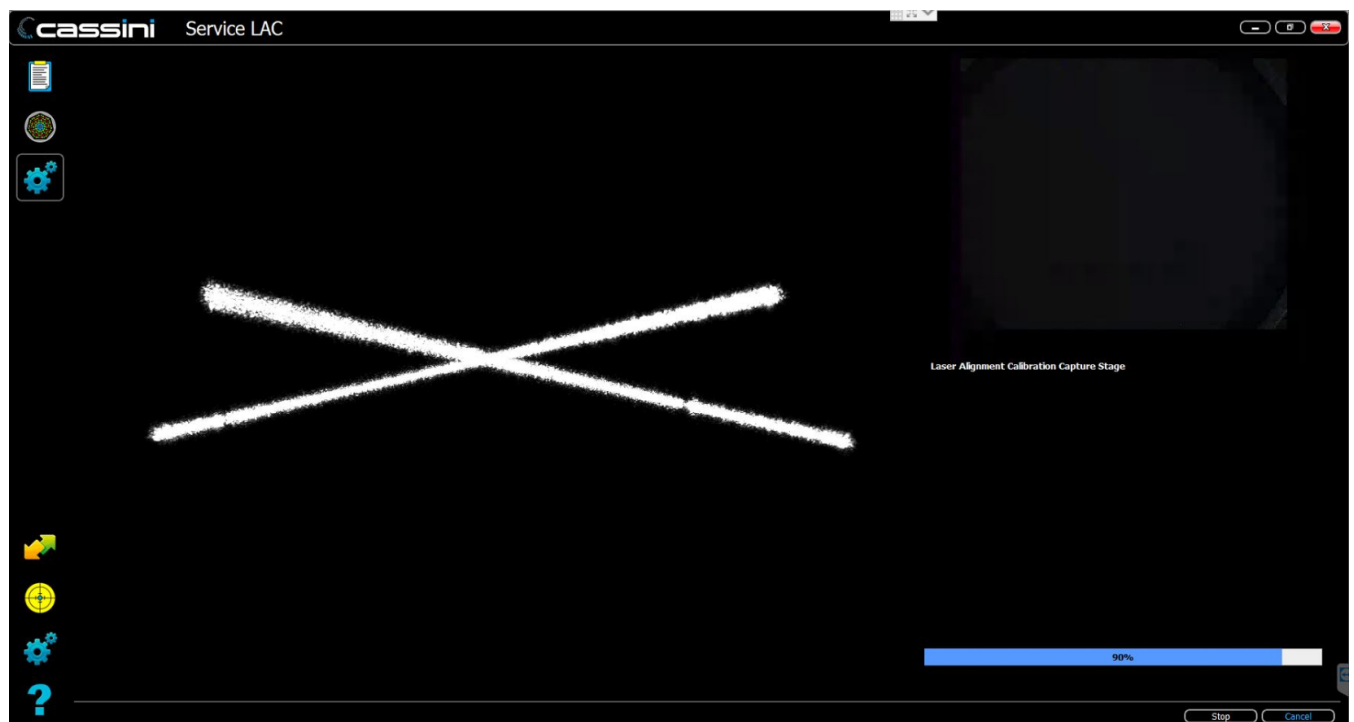 cassini Service LAC
Laser Alignment Calibration Capture Stage
90%
?
Stop Cancel